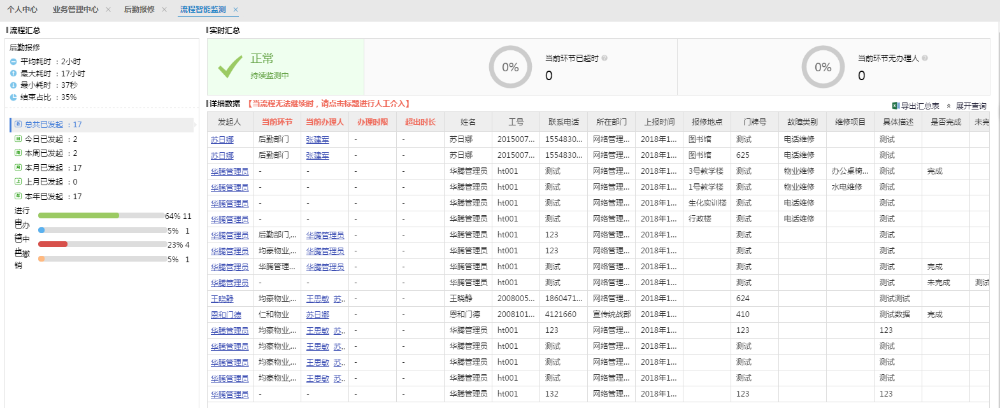 个人中心 业务管理中心 后勤报修 流程智能监测
流程汇总
后勤报修
平均耗时 ：2小时
最大耗时 ：17小时
最小耗时 ：37秒
结束占比 ：35%
总共已发起 ：17
今日已发起 ：2
本周已发起 ：2
本月已发起 ：17
上月已发起 ：0
本年已发起 ：17
进行中 64% 11
已办结 5% 1
已中止 23% 4
已撤销 5% 1
实时汇总
正常
持续监测中
0% 当前环节已超时
0
0% 当前环节无办理人
0
详细数据 【当流程无法继续时，请点击标题进行人工介入】
导出汇总表 展开查询
发起人 当前环节 当前办理人 办理时限 超出时长 姓名 工号 联系电话 所在部门 上报时间 报修地点 门牌号 故障类别 维修项目 具体描述 是否完成 未完
苏日娜 后勤部门 张建军 - - 苏日娜 2015007... 1554830... 网络管理... 2018年1... 图书馆 测试 电话维修 测试
苏日娜 后勤部门 张建军 - - 苏日娜 2015007... 1554830... 网络管理... 2018年1... 图书馆 625 电话维修 测试
华腾管理员 - - - - 华腾管理员 ht001 测试 网络管理... 2018年1... 3号教学楼 测试 物业维修 办公桌椅... 测试 完成
华腾管理员 - - - - 华腾管理员 ht001 测试 网络管理... 2018年1... 1号教学楼 测试 物业维修 水电维修 测试
华腾管理员 - - - - 华腾管理员 ht001 测试 网络管理... 2018年1... 生化实训楼 测试 电话维修 测试
华腾管理员 - - - - 华腾管理员 ht001 测试 网络管理... 2018年1... 行政楼 测试 电话维修 测试
华腾管理员 后勤部门,... 华腾管理员 - - 华腾管理员 ht001 123 网络管理... 2018年1... 测试 测试
华腾管理员 均豪物业,... 华腾管理员 - - 华腾管理员 ht001 123 网络管理... 2018年1... 测试 测试
华腾管理员 华腾管理... 华腾管理员 - - 华腾管理员 ht001 测试 网络管理... 2018年1... 测试 测试 完成
华腾管理员 - - - - 华腾管理员 ht001 测试 网络管理... 2018年1... 测试 测试 未完成 测试
王晓静 均豪物业,... 王思敏 苏.. - - 王晓静 2008005... 1860471... 网络管理... 2018年1... 624 测试测试
恩和门德 仁和物业 苏日娜 - - 恩和门德 2008101... 4121660 宣传统战部 2018年1... 410 测试数据 完成
华腾管理员 均豪物业,... 王思敏 苏.. - - 华腾管理员 ht001 123 网络管理... 2018年1... 123 123
华腾管理员 均豪物业,... 王思敏 苏.. - - 华腾管理员 ht001 测试 网络管理... 2018年1... 测试 测试
华腾管理员 均豪物业,... 王思敏 苏.. - - 华腾管理员 ht001 测试 网络管理... 2018年1... 测试 测试
华腾管理员 均豪物业,... 王思敏 苏.. - - 华腾管理员 ht001 测试 网络管理... 2018年1... 测试 测试
华腾管理员 - - - - 华腾管理员 ht001 132 网络管理... 2018年1... 123 123